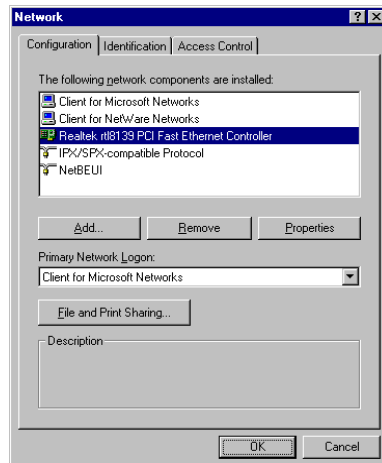 Network
Configuration Identification Access Control
The following network components are installed:
Client for Microsoft Networks
Client for NetWare Networks
Realtek rtl8139 PCI Fast Ethernet Controller
IPX/SPX-compatible Protocol
NetBEUI
Add... Remove Properties
Primary Network Logon:
Client for Microsoft Networks
File and Print Sharing...
Description
OK Cancel